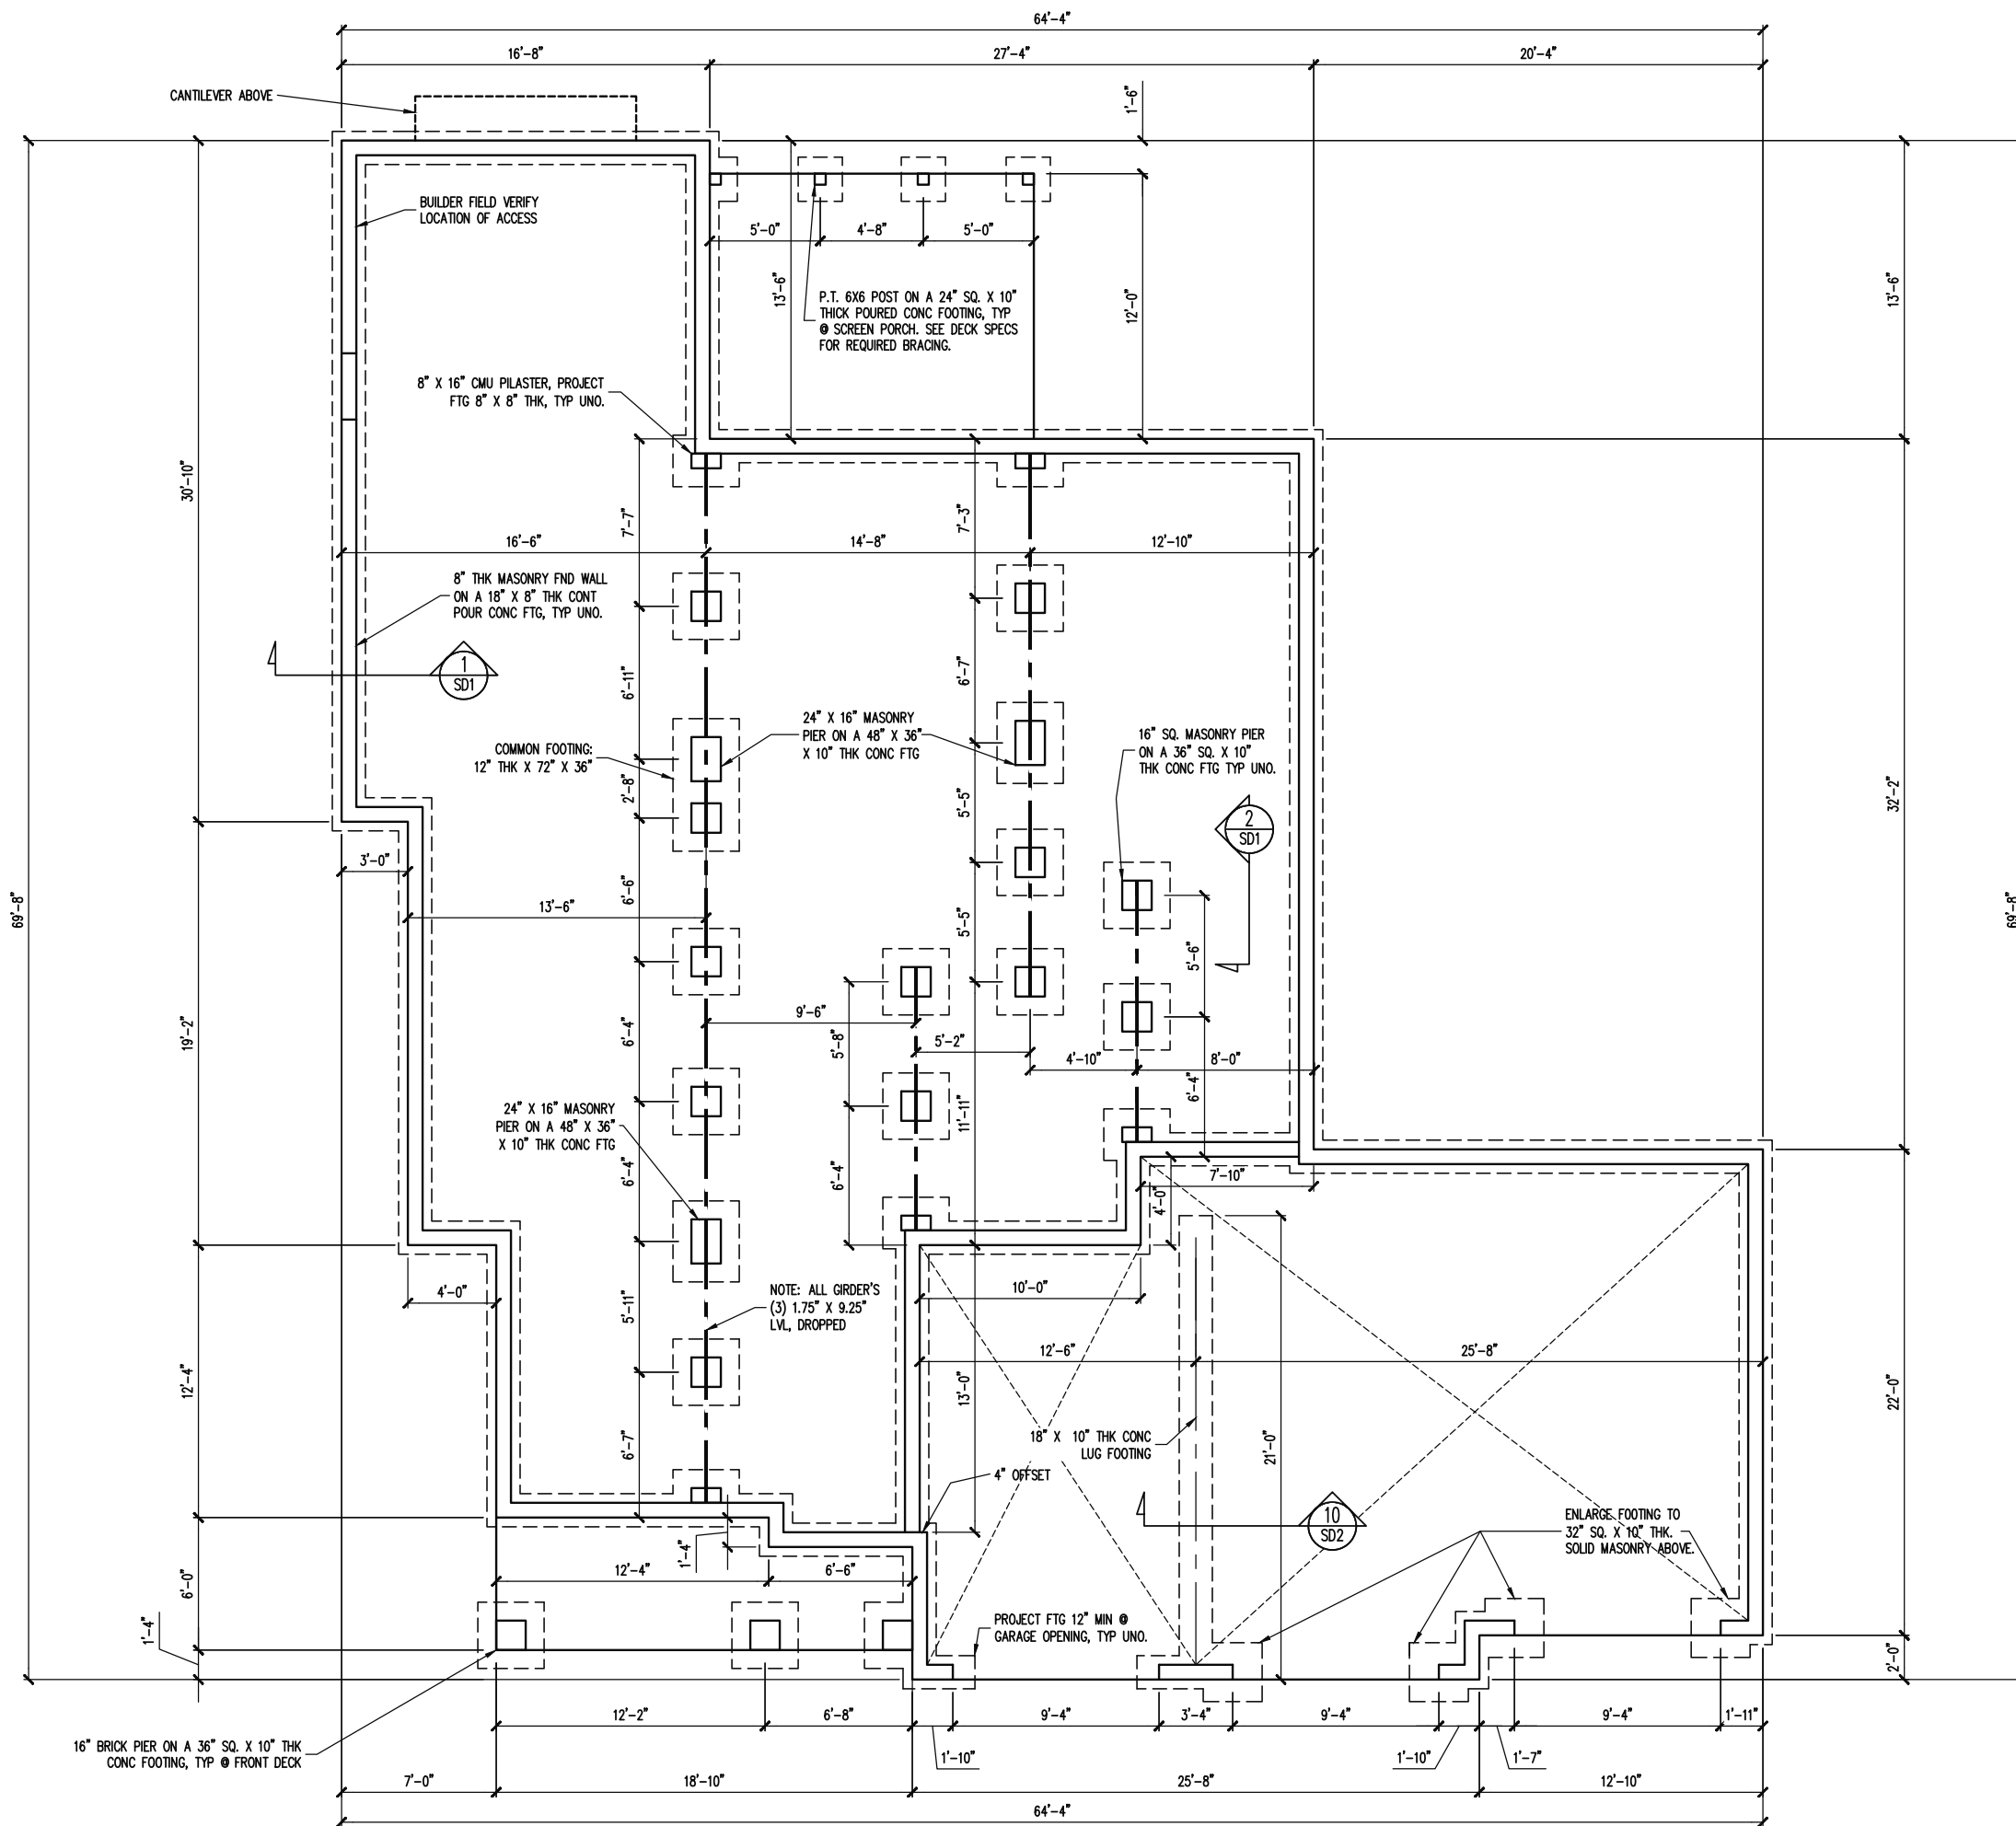 64'-4"
16'-8"
27'-4"
20'-4"
CANTILEVER ABOVE
1'-6"
BUILDER FIELD VERIFY
LOCATION OF ACCESS
5'-0"
4'-8"
5'-0"
13'-6"
12'-0"
13'-6"
P.T. 6X6 POST ON A 24" SQ. X 10"
THICK POURED CONC FOOTING, TYP
@ SCREEN PORCH. SEE DECK SPECS
FOR REQUIRED BRACING.
8" X 16" CMU PILASTER, PROJECT
FTG 8" X 8" THK, TYP UNO.
30'-10"
7'-7"
7'-3"
16'-6"
14'-8"
12'-10"
8" THK MASONRY FND WALL
ON A 18" X 8" THK CONT
POUR CONC FTG, TYP UNO.
1
SD1
6'-11"
6'-7"
24" X 16" MASONRY
PIER ON A 48" X 36"
X 10" THK CONC FTG
COMMON FOOTING:
12" THK X 72" X 36"
16" SQ. MASONRY PIER
ON A 36" SQ. X 10"
THK CONC FTG TYP UNO.
2'-8"
5'-5"
32'-2"
2
SD1
3'-0"
69'-8"
69'-8"
13'-6"
6'-6"
5'-5"
5'-6"
9'-6"
19'-2"
6'-4"
5'-8"
5'-2"
4'-10"
8'-0"
6'-4"
24" X 16" MASONRY
PIER ON A 48" X 36"
X 10" THK CONC FTG
11'-11"
6'-4"
6'-4"
7'-10"
4'-0"
4'-0"
10'-0"
5'-11"
NOTE: ALL GIRDER'S
(3) 1.75" X 9.25"
LVL, DROPPED
12'-6"
25'-8"
12'-4"
13'-0"
22'-0"
6'-7"
18" X 10" THK CONC
LUG FOOTING
21'-0"
4" OFFSET
10
SD2
ENLARGE FOOTING TO
32" SQ. X 10" THK.
SOLID MASONRY ABOVE.
1'-4"
12'-4"
6'-6"
6'-0"
1'-4"
PROJECT FTG 12" MIN @
GARAGE OPENING, TYP UNO.
2'-0"
12'-2"
6'-8"
9'-4"
3'-4"
9'-4"
9'-4"
1'-11"
16" BRICK PIER ON A 36" SQ. X 10" THK
CONC FOOTING, TYP @ FRONT DECK
1'-10"
1'-10"
1'-7"
7'-0"
18'-10"
25'-8"
12'-10"
64'-4"